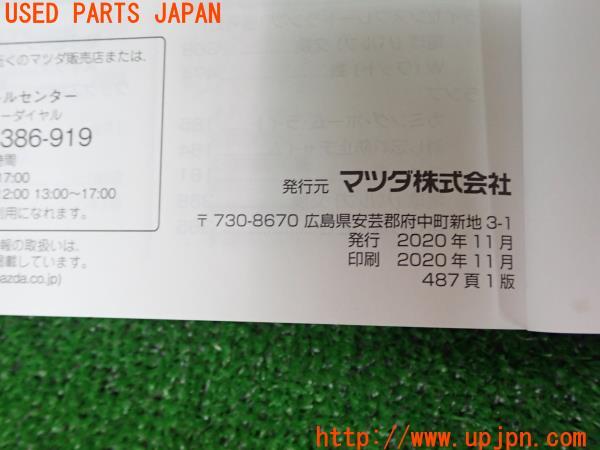 USED PARTS JAPAN
近くのマツダ販売店または、
ールセンター
ーダイヤル
386-919
時間
17:00
12:00 13:00~17:00
利用になれます。
報の取扱いは、
掲載しています。
azda.co.jp)
発行元 マツダ株式会社
〒730-8670 広島県安芸郡府中町新地3-1
発行 2020年11月
印刷 2020年11月
487頁1版
http://www.upjpn.com/